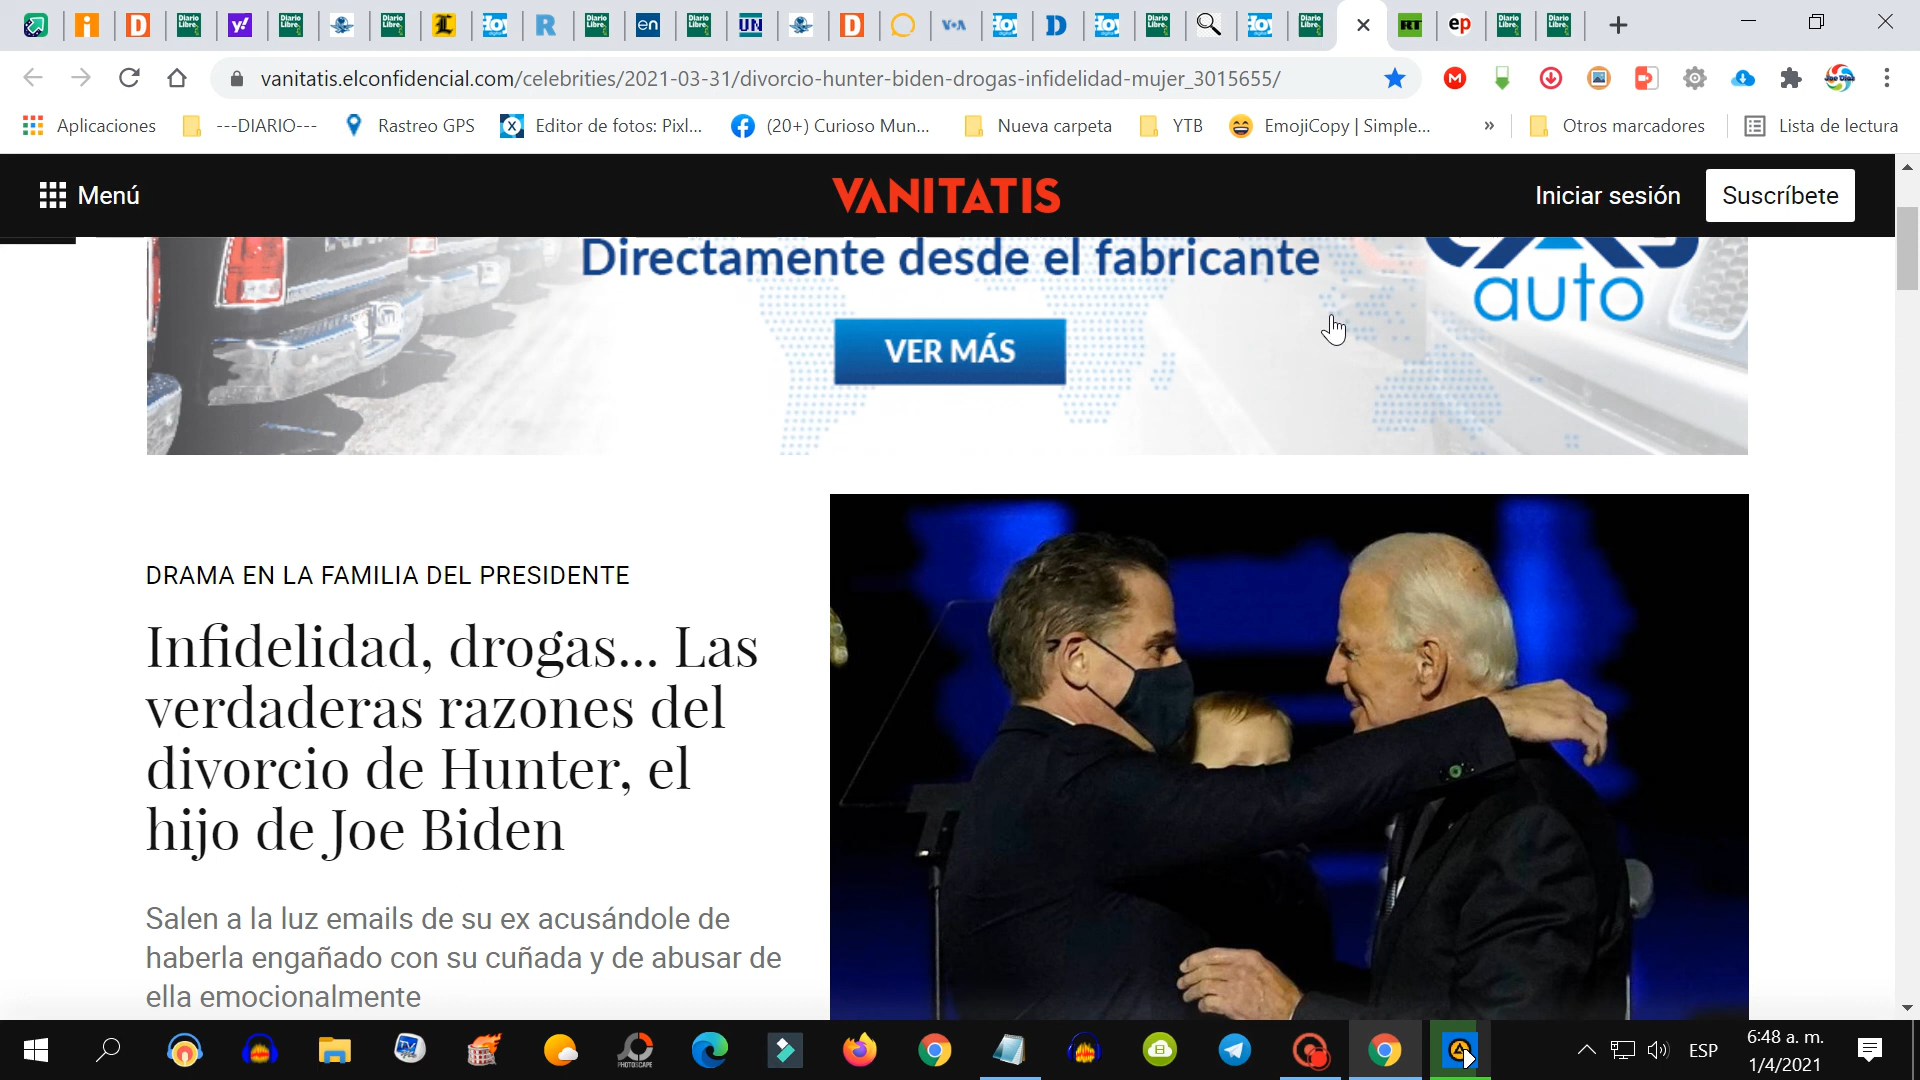 vanitatis.elconfidencial.com/celebrities/2021-03-31/divorcio-hunter-biden-drogas-infidelidad-mujer_3015655/
Aplicaciones ---DIARIO--- Rastreo GPS Editor de fotos: Pixl... (20+) Curioso Mun... Nueva carpeta YTB EmojiCopy | Simple... » Otros marcadores Lista de lectura
Menú VANITATIS Iniciar sesión Suscríbete
Directamente desde el fabricante
auto
VER MÁS
DRAMA EN LA FAMILIA DEL PRESIDENTE
Infidelidad, drogas... Las
verdaderas razones del
divorcio de Hunter, el
hijo de Joe Biden
Salen a la luz emails de su ex acusándole de
haberla engañado con su cuñada y de abusar de
ella emocionalmente
ESP
6:48 a. m.
1/4/2021